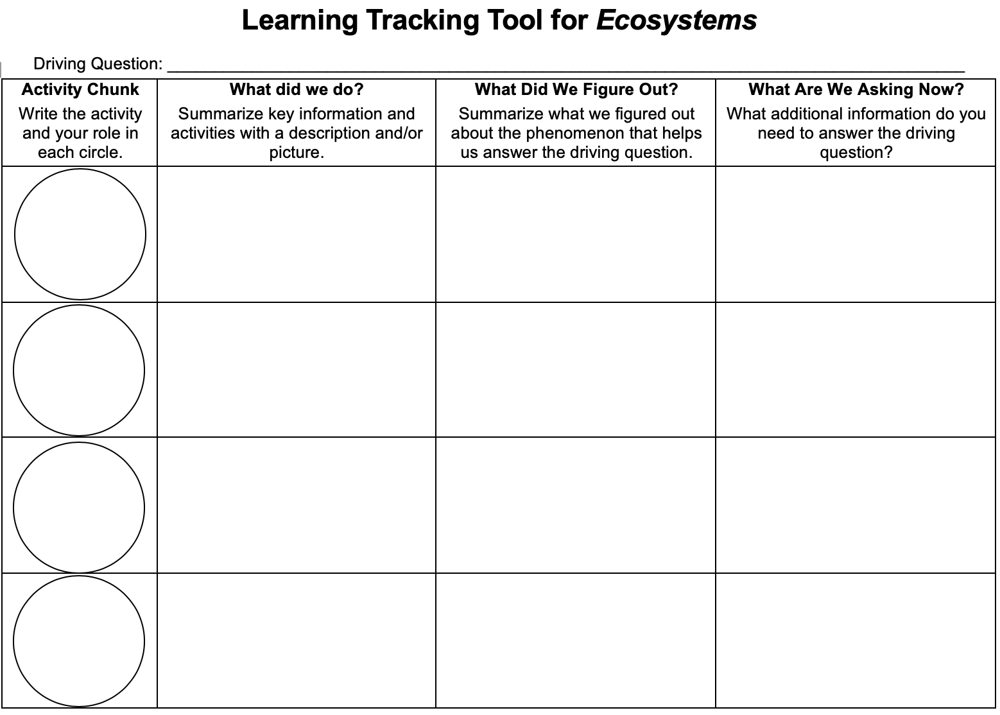 Learning Tracking Tool for Ecosystems
Driving Question:
Activity Chunk
Write the activity
and your role in
each circle.
What did we do?
Summarize key information and
activities with a description and/or
picture.
What Did We Figure Out?
Summarize what we figured out
about the phenomenon that helps
us answer the driving question.
What Are We Asking Now?
What additional information do you
need to answer the driving
question?